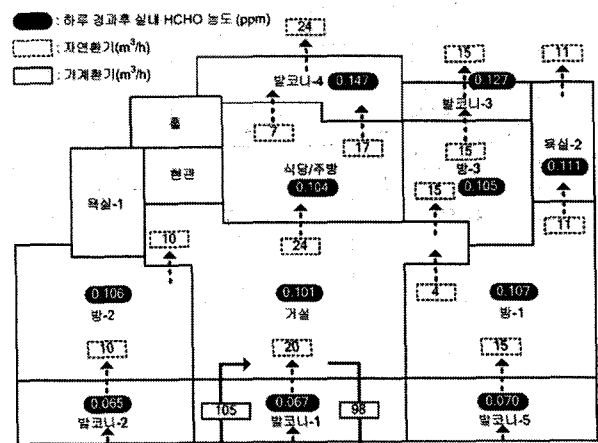 : 하루 경과후 실내 HCHO 농도 (ppm)
: 자연환기(m³/h)
: 기계환기(m³/h)
24
발코니-4 0.147
15
0.127
발코니-3
11
홀
7
17
15
욕실-2
0.111
현관
식당/주방
0.104
방-3
0.105
욕실-1
15
11
10
24
4
0.106
방-2
0.101
거실
0.107
방-1
10
20
15
105
98
0.065
발코니-2
0.067
발코니-1
0.070
발코니-5